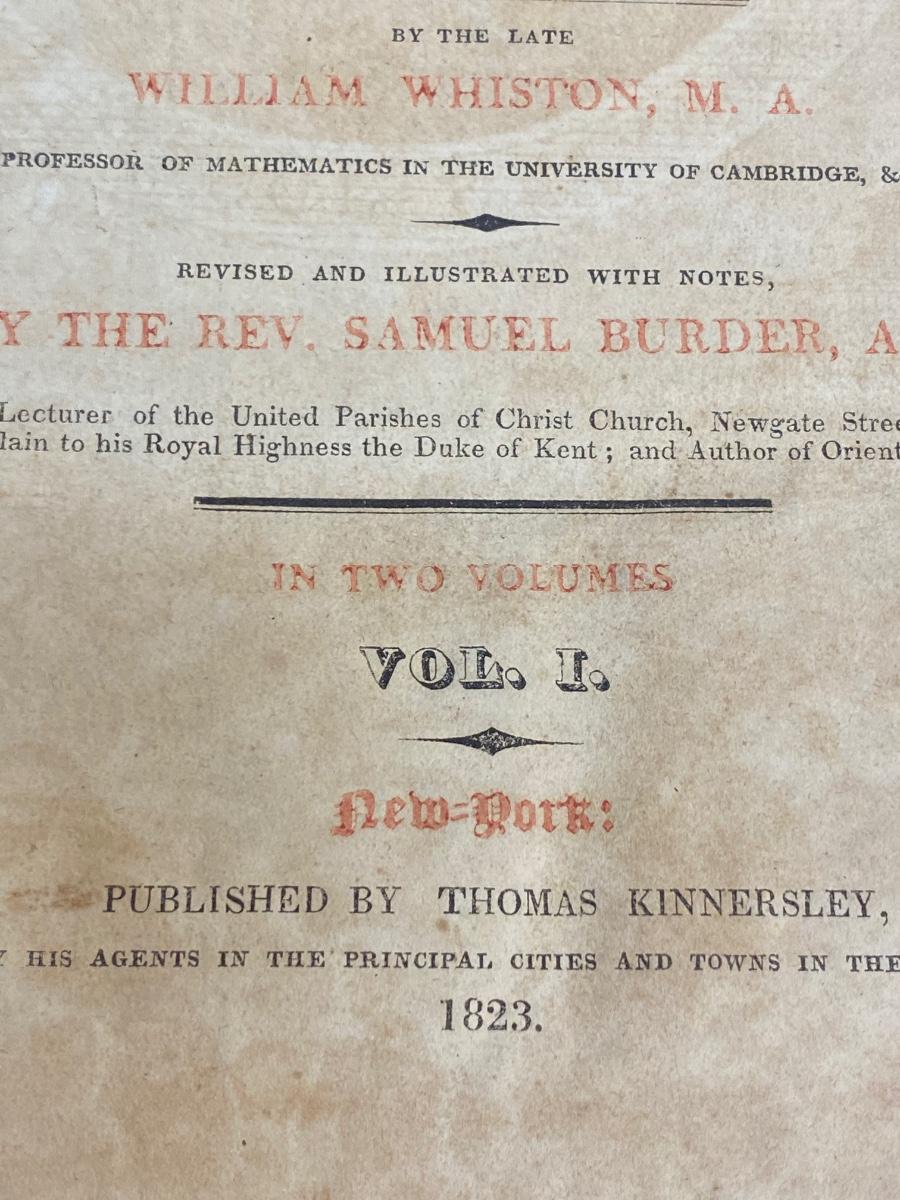 BY THE LATE
WILLIAM WHISTON, M. A.
PROFESSOR OF MATHEMATICS IN THE UNIVERSITY OF CAMBRIDGE, &
REVISED AND ILLUSTRATED WITH NOTES,
Y THE REV. SAMUEL BURDER, A
Lecturer of the United Parishes of Christ Church, Newgate Stree
lain to his Royal Highness the Duke of Kent; and Author of Orient
IN TWO VOLUMES
VOL. I.
New-York:
PUBLISHED BY THOMAS KINNERSLEY,
Y HIS AGENTS IN THE PRINCIPAL CITIES AND TOWNS IN THE
1823.